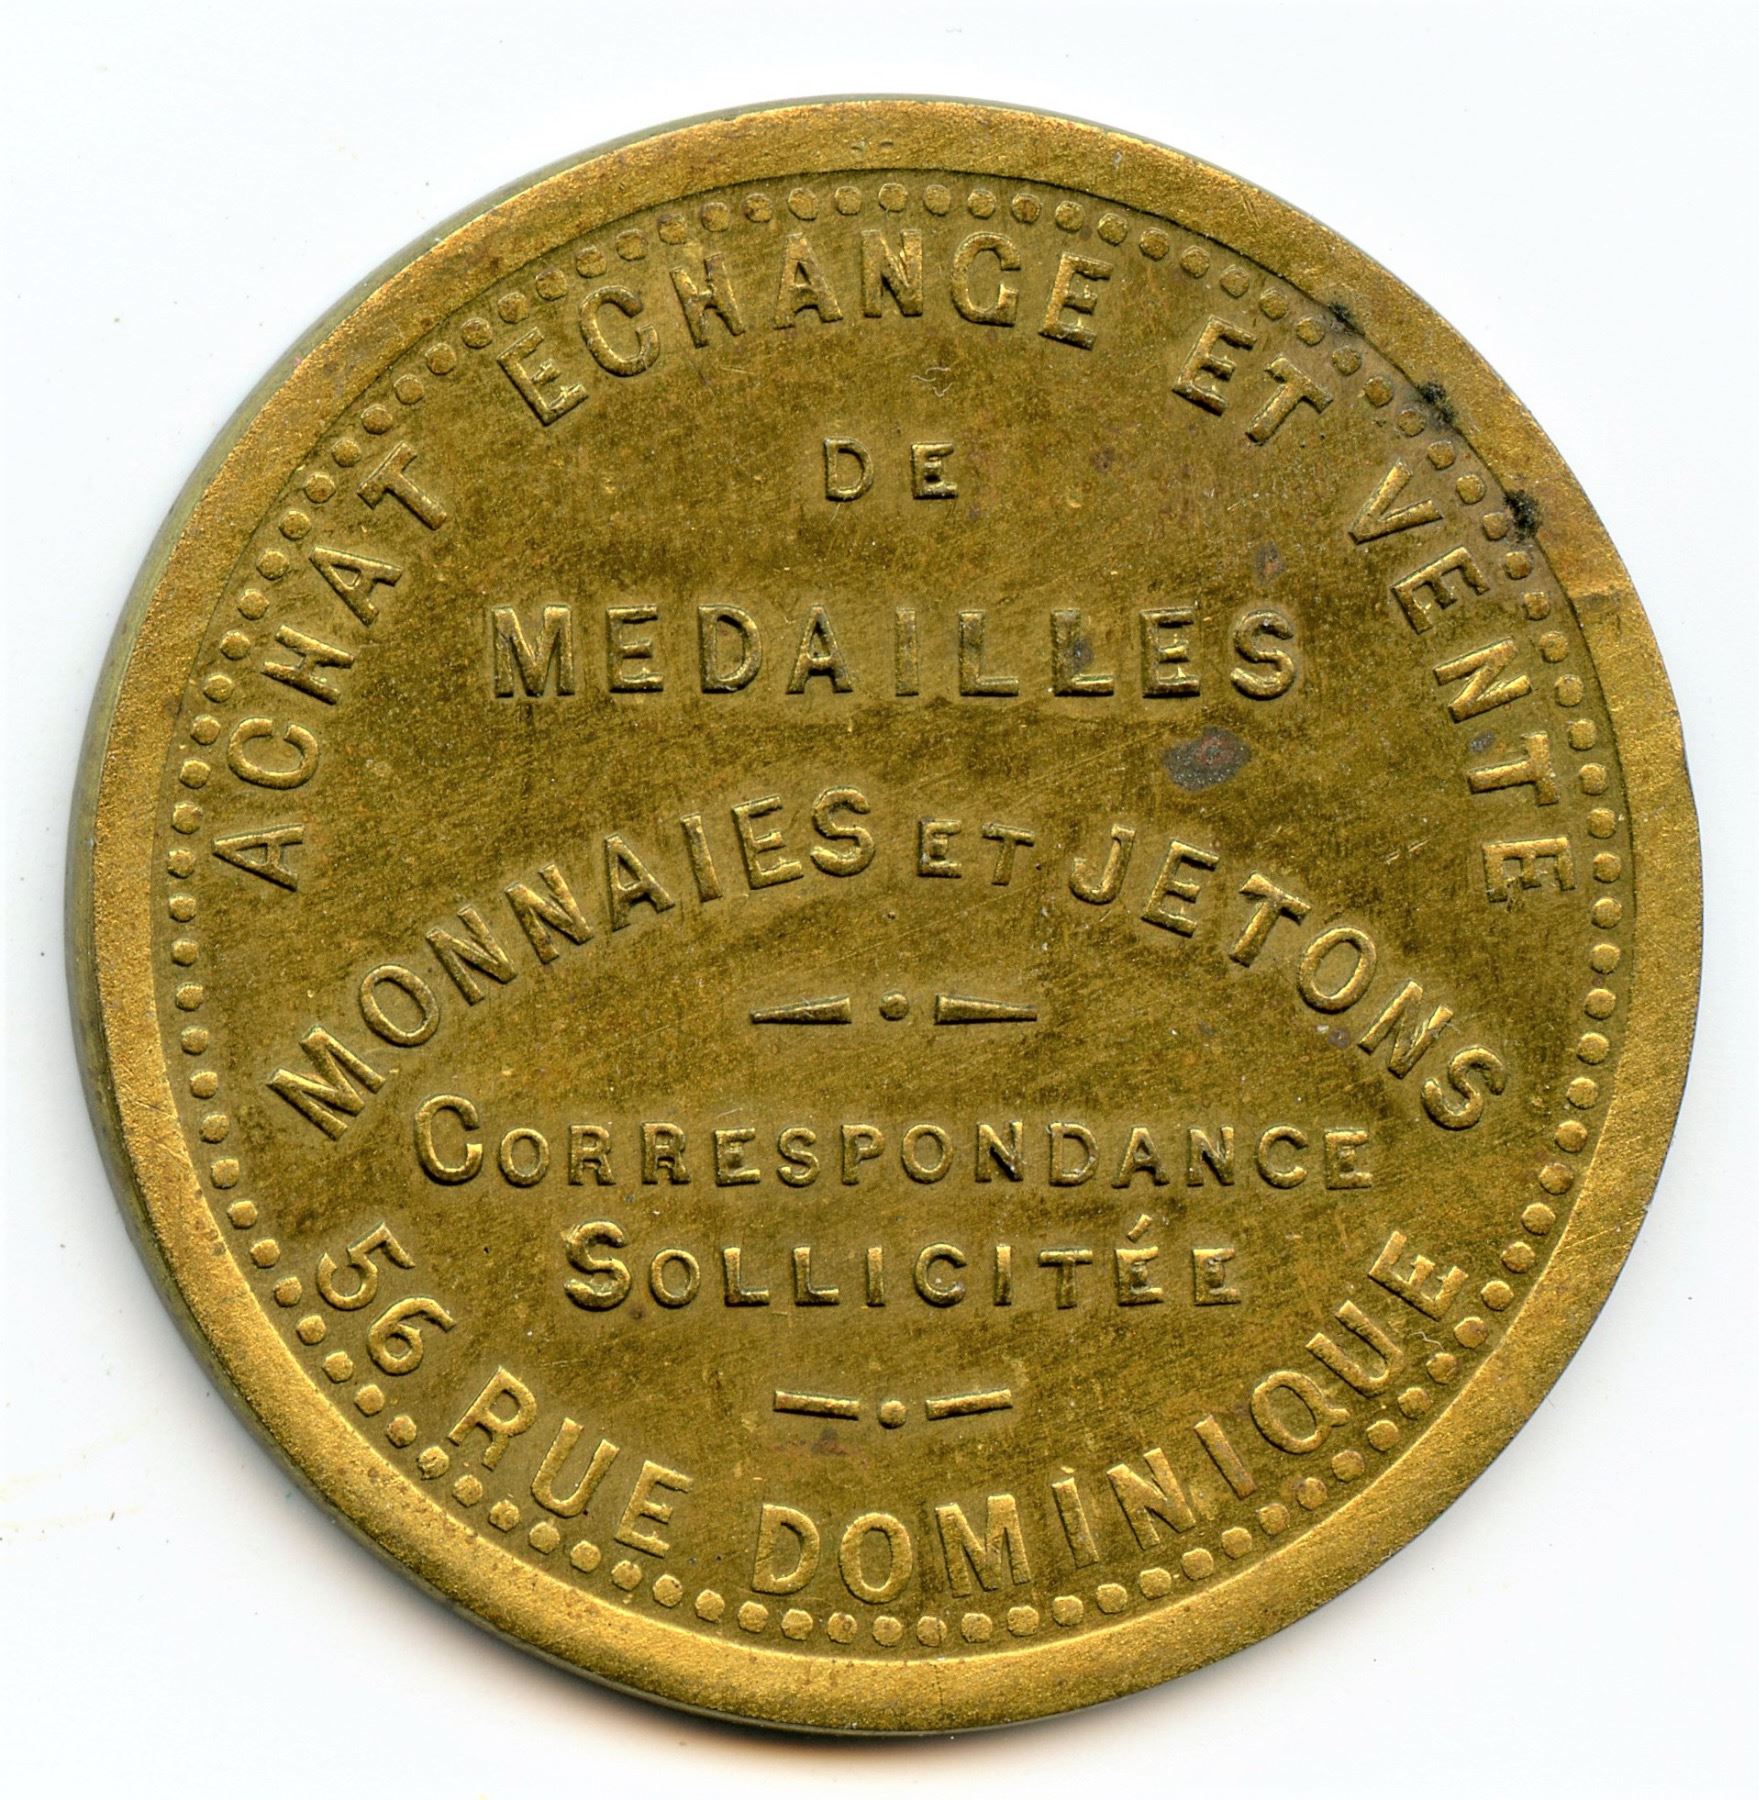 ACHAT ECHANGE ET VENTE
DE
MEDAILLES
MONNAIES ET JETONS
CORRESPONDANCE
SOLLICITÉE
56 RUE DOMINIQUE